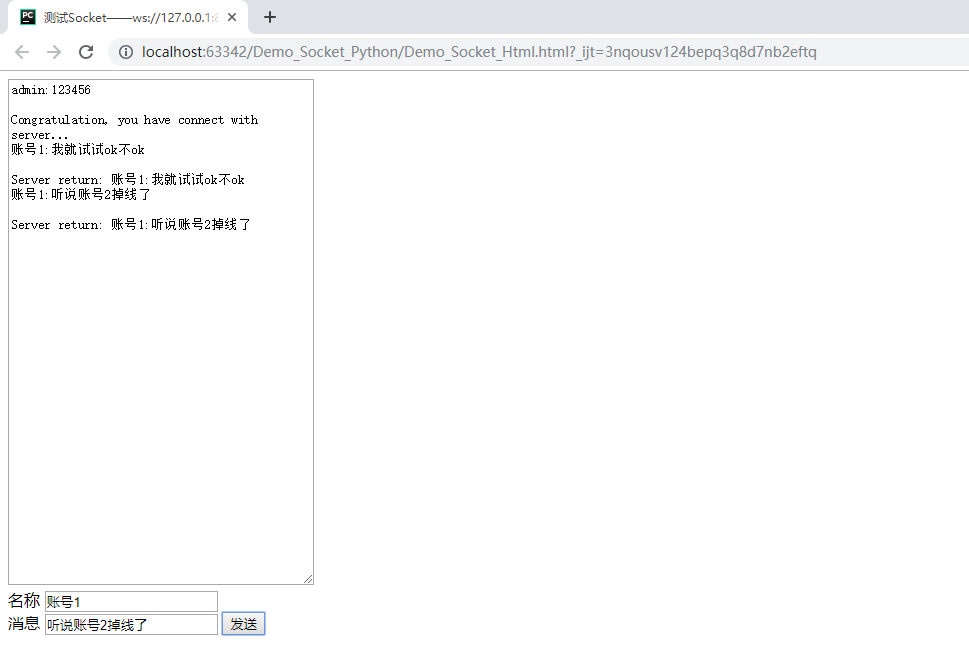 PC
测试Socket——ws://127.0.0.1:8
localhost:63342/Demo_Socket_Python/Demo_Socket_Html.html?_ijt=3nqousv124bepq3q8d7nb2eftq
admin:123456
Congratulation, you have connect with
server...
账号1:我就试试ok不ok
Server return: 账号1:我就试试ok不ok
账号1:听说账号2掉线了
Server return: 账号1:听说账号2掉线了
名称 账号1
消息 听说账号2掉线了 发送